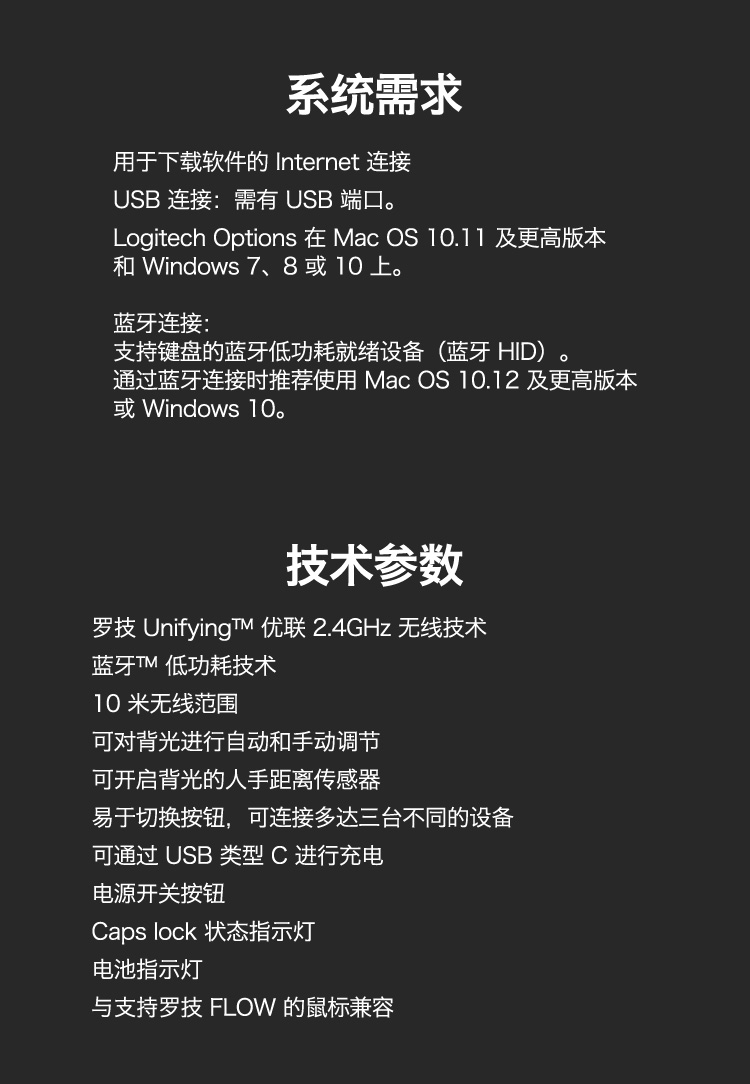 系统需求
用于下载软件的 Internet 连接
USB 连接：需有 USB 端口。
Logitech Options 在 Mac OS 10.11 及更高版本
和 Windows 7、8 或 10 上。
蓝牙连接：
支持键盘的蓝牙低功耗就绪设备（蓝牙 HID）。
通过蓝牙连接时推荐使用 Mac OS 10.12 及更高版本
或 Windows 10。
技术参数
罗技 Unifying™ 优联 2.4GHz 无线技术
蓝牙™ 低功耗技术
10 米无线范围
可对背光进行自动和手动调节
可开启背光的人手距离传感器
易于切换按钮，可连接多达三台不同的设备
可通过 USB 类型 C 进行充电
电源开关按钮
Caps lock 状态指示灯
电池指示灯
与支持罗技 FLOW 的鼠标兼容